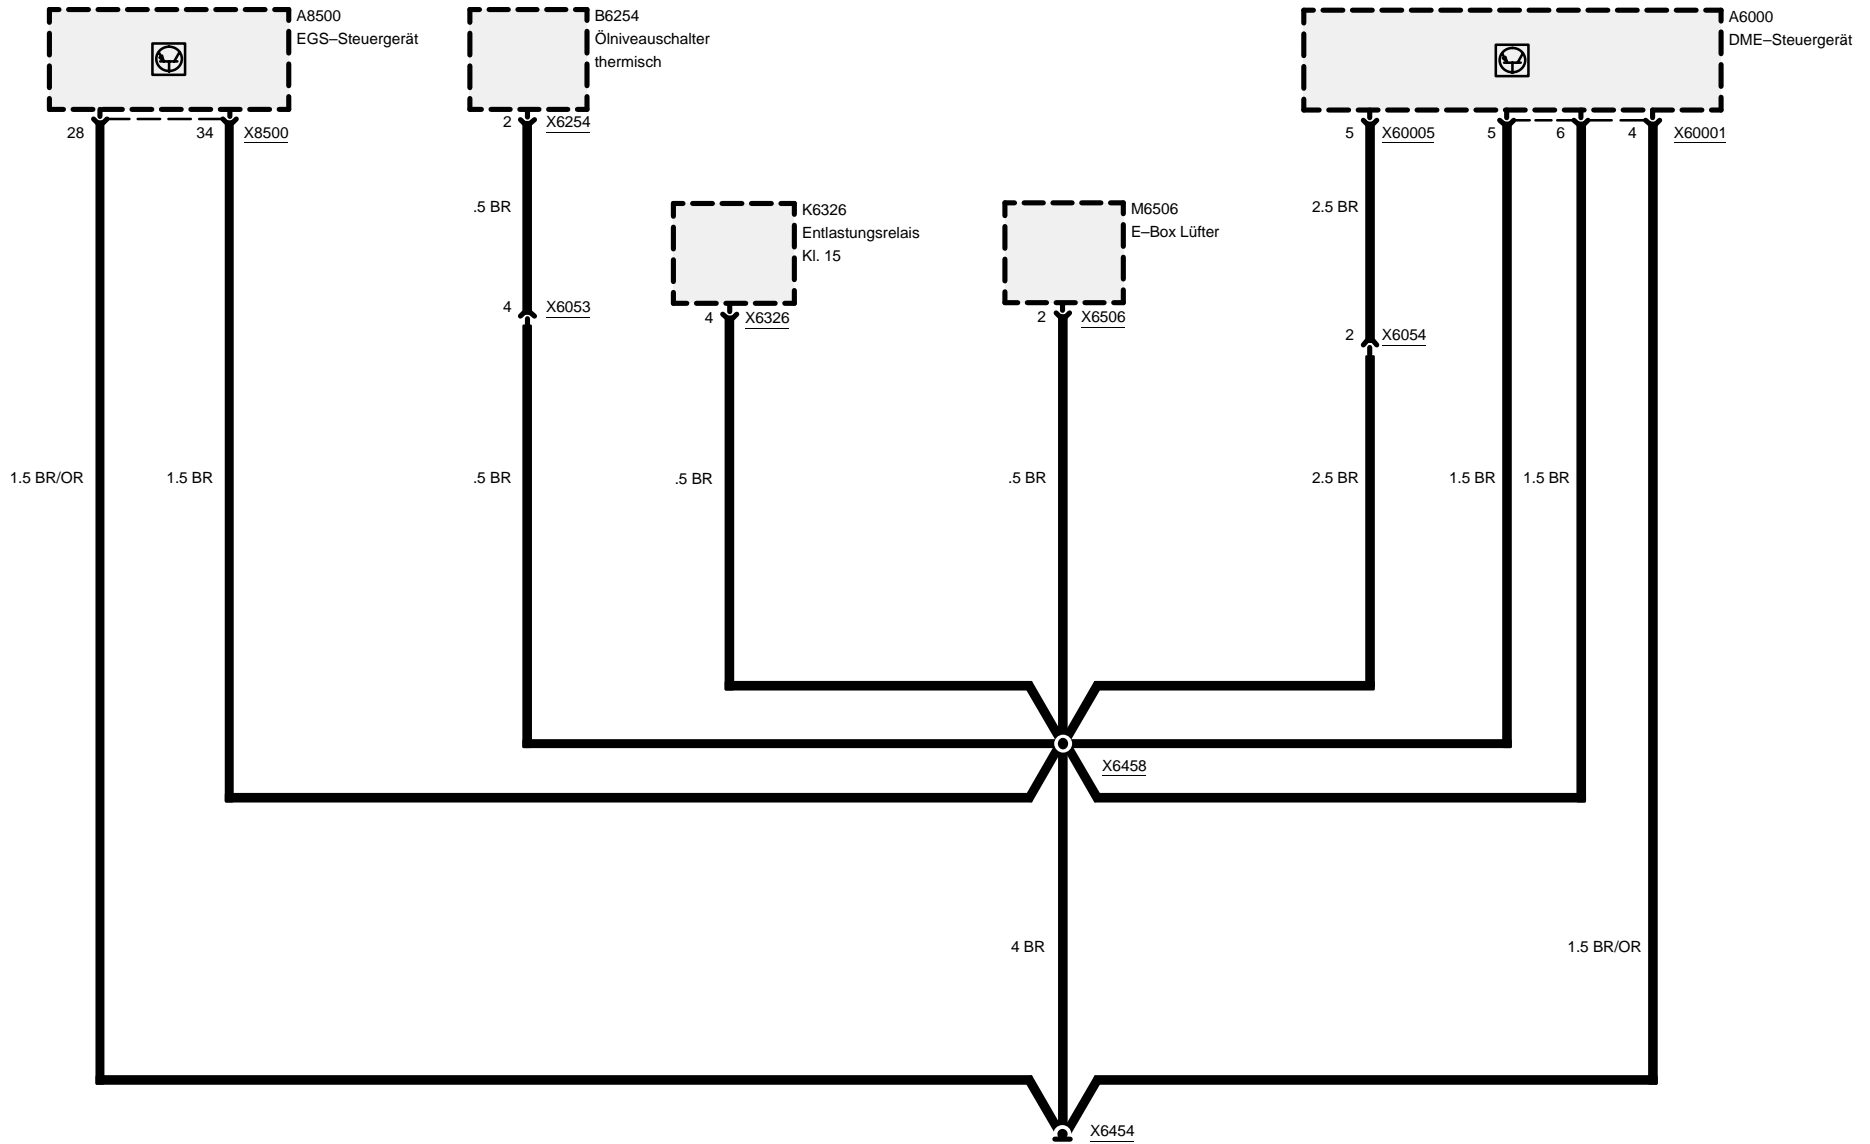 A8500
EGS–Steuergerät
B6254
Ölniveauschalter
thermisch
A6000
DME–Steuergerät
28
34
X8500
2
X6254
5
X60005
5
6
4
X60001
.5 BR
K6326
Entlastungsrelais
Kl. 15
M6506
E–Box Lüfter
2.5 BR
4
X6053
4
X6326
2
X6506
2
X6054
1.5 BR/OR
1.5 BR
.5 BR
.5 BR
.5 BR
2.5 BR
1.5 BR
1.5 BR
X6458
4 BR
1.5 BR/OR
X6454